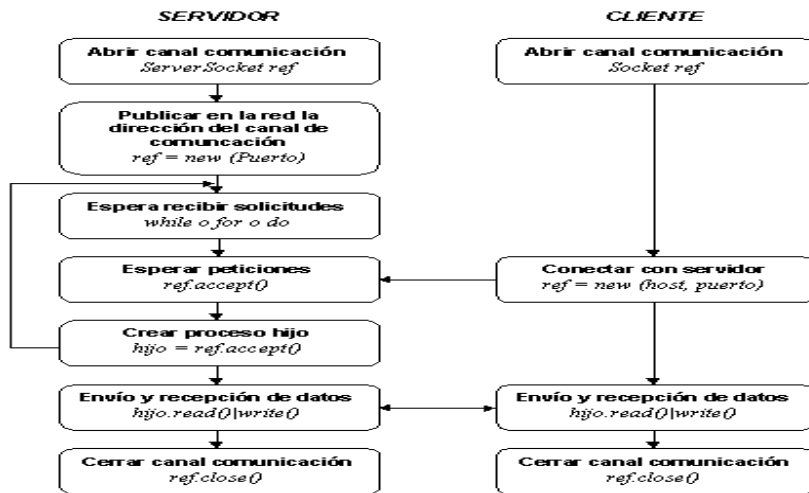 SERVIDOR
Abrir canal comunicación
ServerSocket ref
Publicar en la red la
dirección del canal de
comuncación
ref = new (Puerto)
Espera recibir solicitudes
while o for o do
Esperar peticiones
ref.accept()
Crear proceso hijo
hijo = ref.accept()
Envío y recepción de datos
hijo.read()|write()
Cerrar canal comunicación
ref.close()
CLIENTE
Abrir canal comunicación
Socket ref
Conectar con servidor
ref = new (host, puerto)
Envío y recepción de datos
hijo.read()|write()
Cerrar canal comunicación
ref.close()